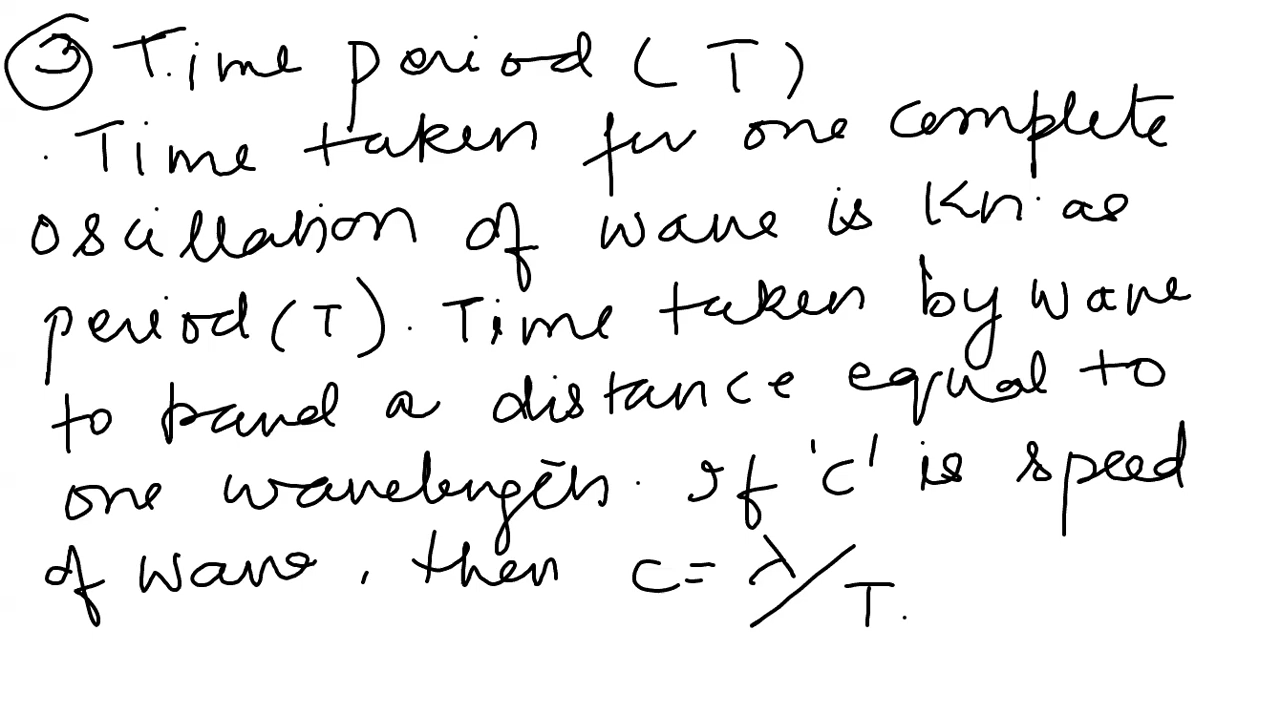 ③ Time period (T)
. Time taken for one complete
oscillation of wave is Kn. as
period (T). Time taken by wave
to travel a distance equal to
one wavelength. If 'c' is speed
of wave, then c = λ/T.